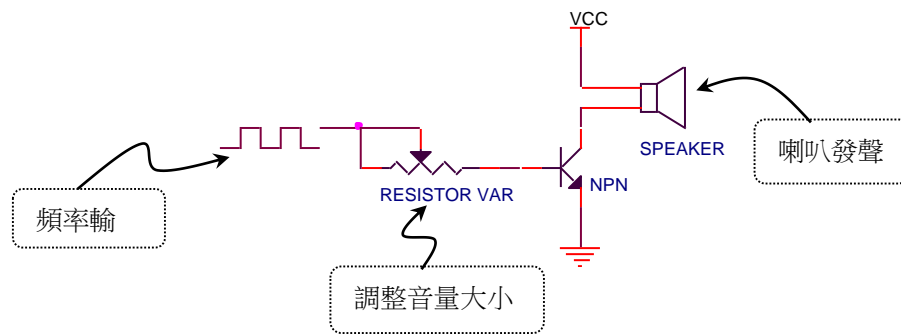 VCC
SPEAKER
喇叭發聲
NPN
RESISTOR VAR
頻率輸
調整音量大小